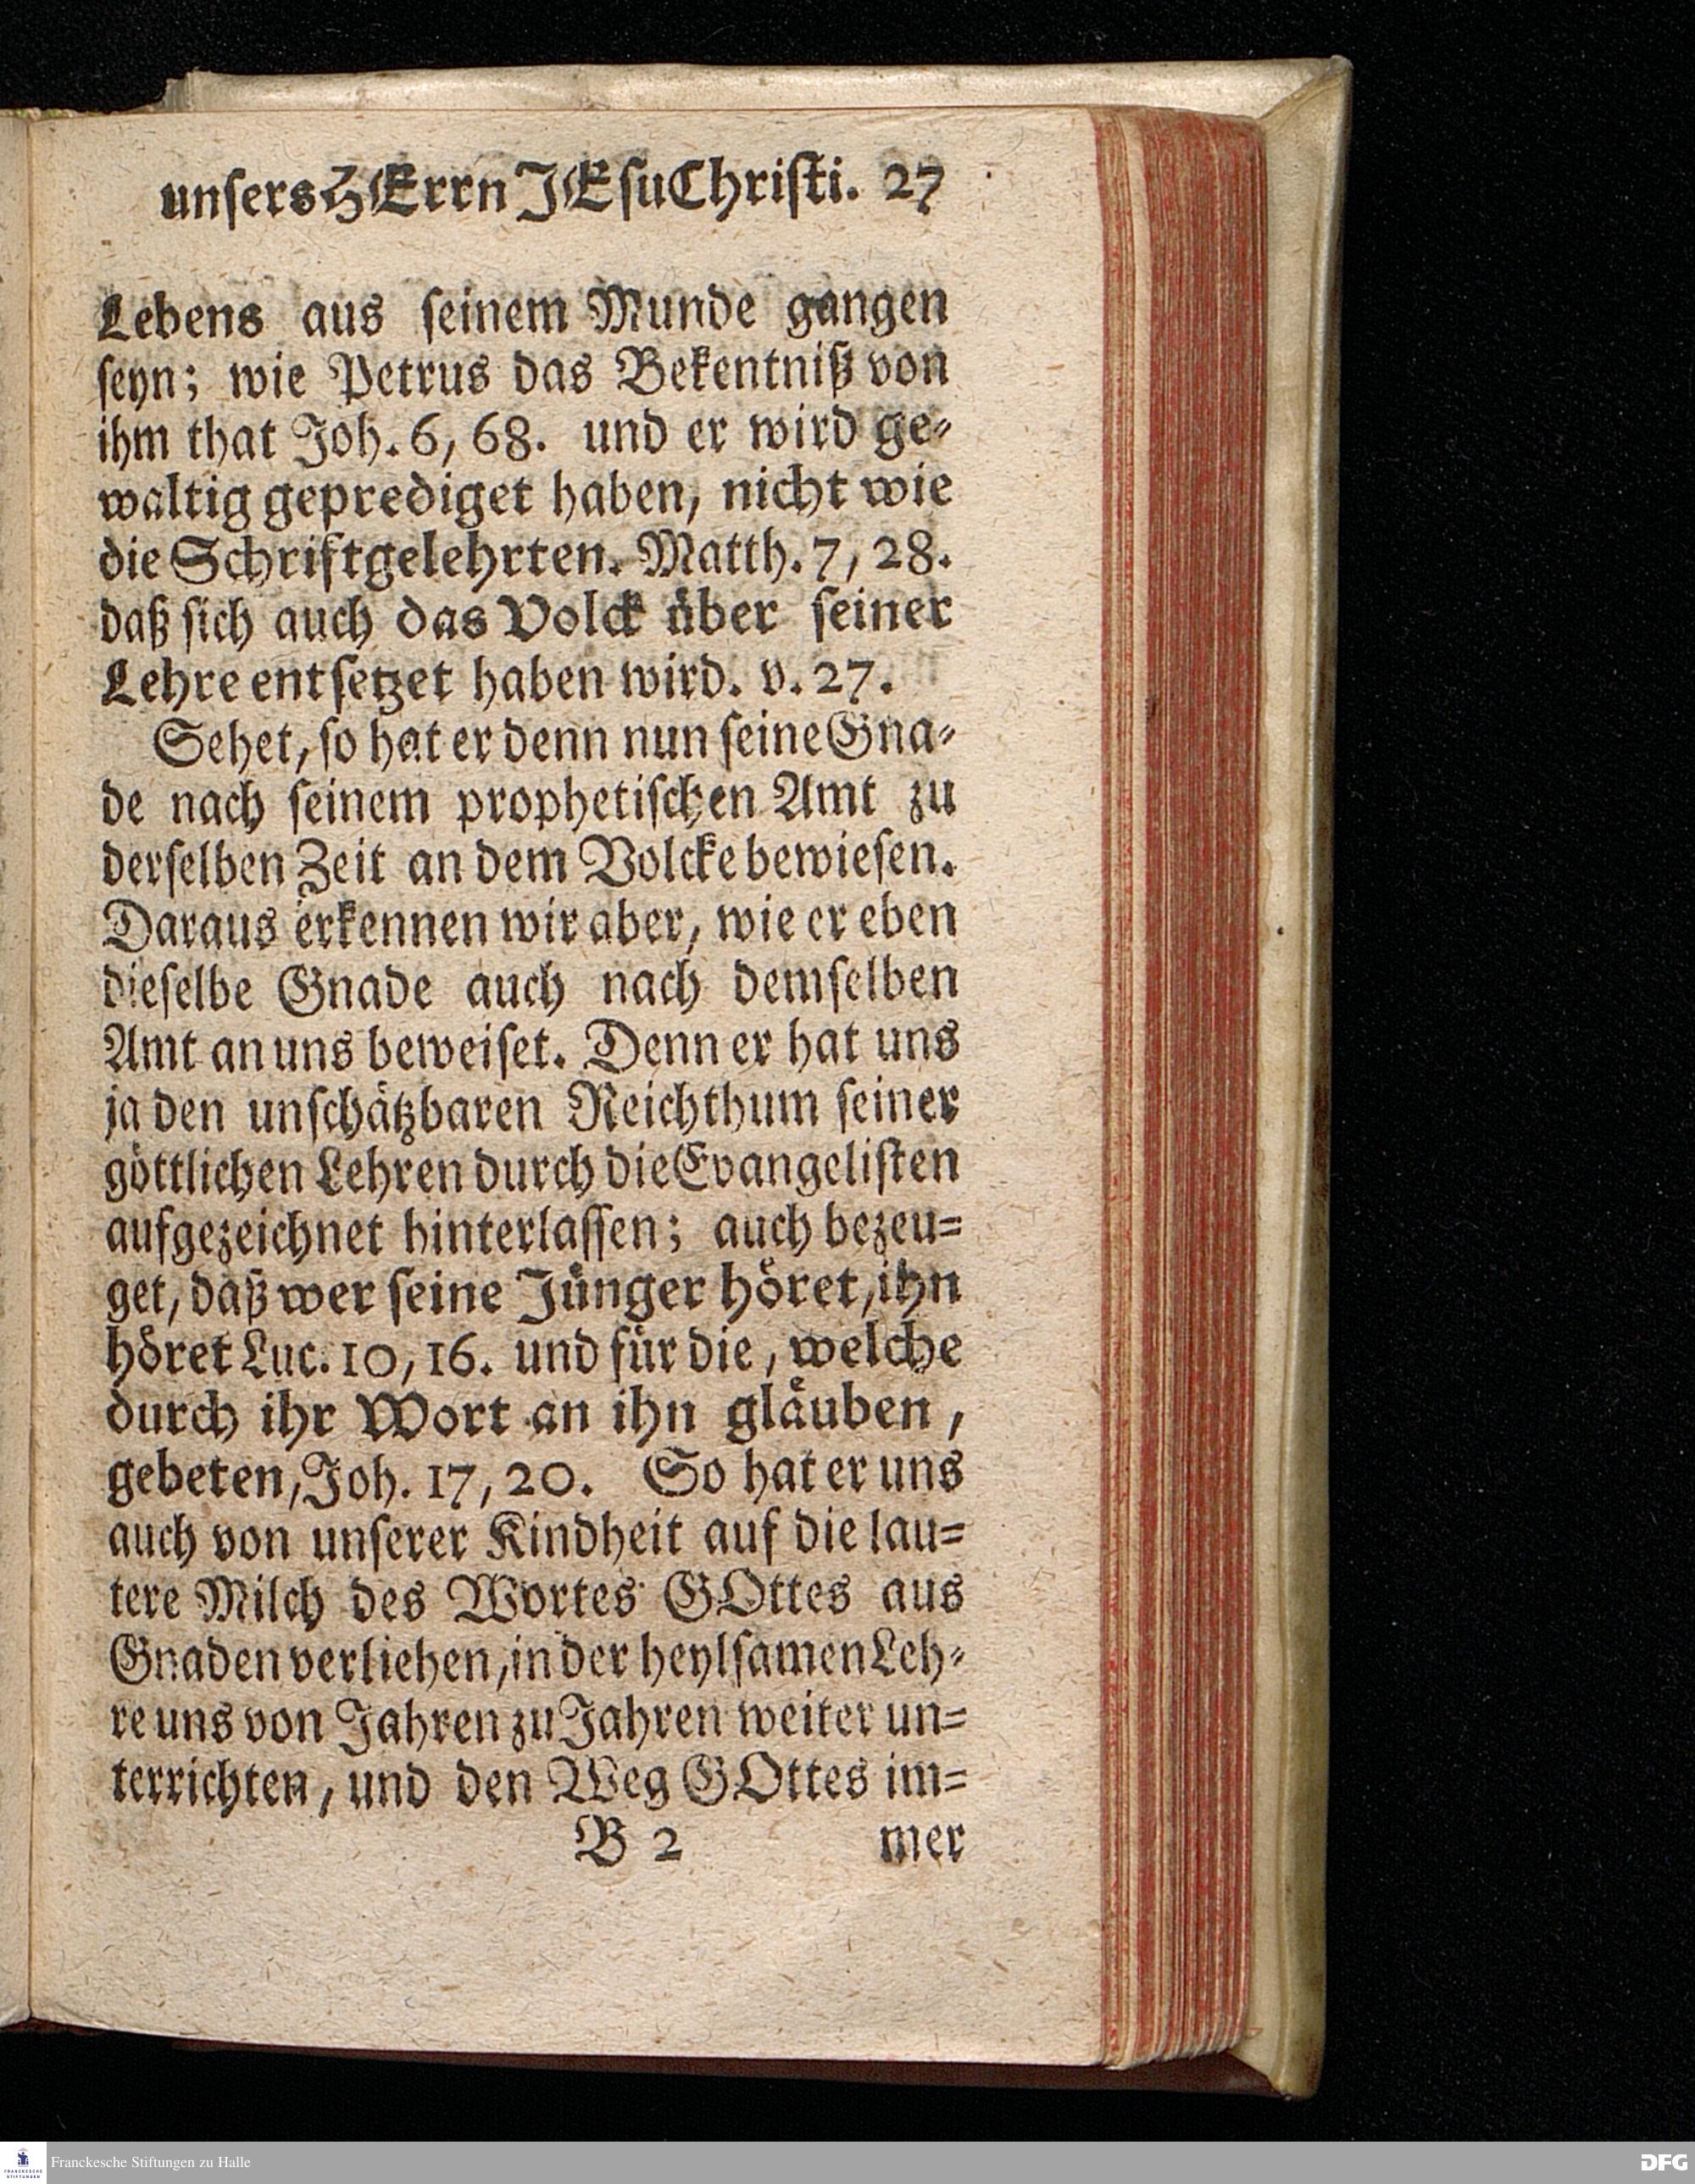 unsers HErrn JEsu Christi. 27
Lebens aus seinem Munde gangen
seyn; wie Petrus das Bekentniß von
ihm that Joh. 6, 68. und er wird ge-
waltig geprediget haben, nicht wie
die Schriftgelehrten. Matth. 7, 28.
daß sich auch das Volck über seiner
Lehre entsetzet haben wird. v. 27.
Sehet, so hat er denn nun seine Gna-
de nach seinem prophetischen Amt zu
derselben Zeit an dem Volcke bewiesen.
Daraus erkennen wir aber, wie er eben
dieselbe Gnade auch nach demselben
Amt an uns beweiset. Denn er hat uns
ja den unschätzbaren Reichthum seiner
göttlichen Lehren durch die Evangelisten
aufgezeichnet hinterlassen; auch bezeu-
get, daß wer seine Jünger höret, ihn
höret Luc. 10, 16. und für die, welche
durch ihr Wort an ihn gläuben,
gebeten, Joh. 17, 20. So hat er uns
auch von unserer Kindheit auf die lau-
tere Milch des Wortes GOttes aus
Gnaden verliehen, in der heylsamen Leh-
re uns von Jahren zu Jahren weiter un-
terrichten, und den Weg GOttes im-
B 2 mer
FRANCKESCHE STIFTUNGEN
Franckesche Stiftungen zu Halle
DFG